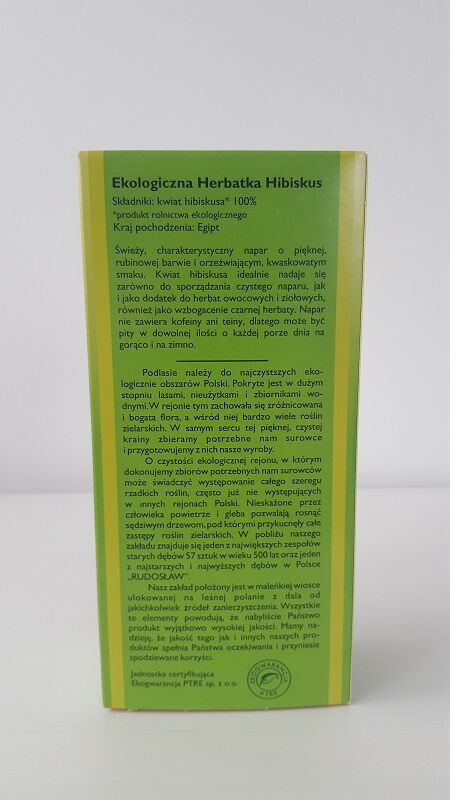 Ekologiczna Herbatka Hibiskus
Składniki: kwiat hibiskusa* 100%
*produkt rolnictwa ekologicznego
Kraj pochodzenia: Egipt
Świeży, charakterystyczny napar o pięknej,
rubinowej barwie i orzeźwiającym, kwaskowatym
smaku. Kwiat hibiskusa idealnie nadaje się
zarówno do sporządzania czystego naparu, jak
i jako dodatek do herbat owocowych i ziołowych,
również jako wzbogacenie czarnej herbaty. Napar
nie zawiera kofeiny ani teiny, dlatego może być
pity w dowolnej ilości o każdej porze dnia na
gorąco i na zimno.
Podlasie należy do najczystszych eko-
logicznie obszarów Polski. Pokryte jest w dużym
stopniu lasami, nieużytkami i zbiornikami wo-
dnymi. W rejonie tym zachowała się zróżnicowana
i bogata flora, a wśród niej bardzo wiele roślin
zielarskich. W samym sercu tej pięknej, czystej
krainy zbieramy potrzebne nam surowce
i przygotowujemy z nich nasze wyroby.
O czystości ekologicznej rejonu, w którym
dokonujemy zbiorów potrzebnych nam surowców
może świadczyć występowanie całego szeregu
rzadkich roślin, często już nie występujących
w innych rejonach Polski. Nieskażone przez
człowieka powietrze i gleba pozwalają rosnąć
sędziwym drzewom, pod którymi przykucnęły całe
zastępy roślin zielarskich. W pobliżu naszego
zakładu znajduje się jeden z największych zespołów
starych dębów 57 sztuk w wieku 500 lat oraz jeden
z najstarszych i najwyższych dębów w Polsce
„RUDOSŁAW”.
Nasz zakład położony jest w maleńkiej wiosce
ulokowanej na leśnej polanie z dala od
jakichkolwiek źródeł zanieczyszczenia. Wszystkie
te elementy powodują, że nabyliście Państwo
produkt wyjątkowo wysokiej jakości. Mamy na-
dzieję, że jakość tego jak i innych naszych pro-
duktów spełnia Państwa oczekiwania i przyniesie
spodziewane korzyści.
Jednostka certyfikująca
Ekogwarancja PTRE sp. z o.o.
EKOGWARANCJA
PTRE